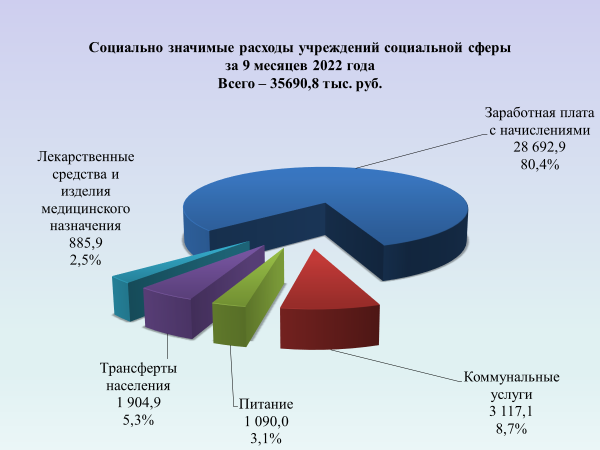 Социально значимые расходы учреждений социальной сферы
за 9 месяцев 2022 года
Всего – 35690,8 тыс. руб.
Заработная плата
с начислениями
28 692,9
80,4%
Лекарственные
средства и
изделия
медицинского
назначения
885,9
2,5%
Трансферты
населения
1 904,9
5,3%
Питание
1 090,0
3,1%
Коммунальные
услуги
3 117,1
8,7%